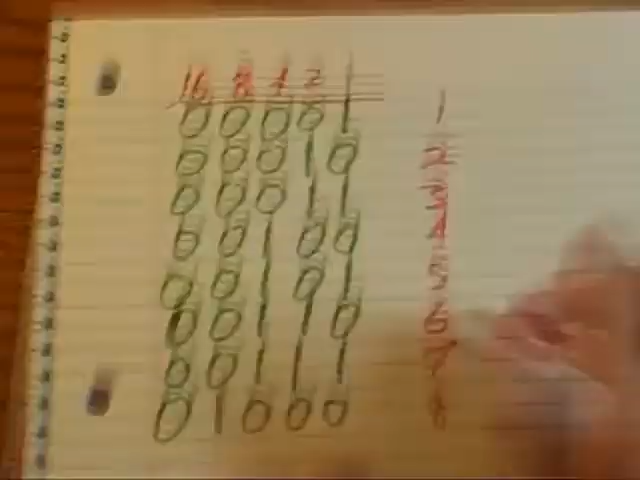 16 8 4 2 1
0 0 0 0 1 1
0 0 0 1 0 2
0 0 0 1 1 3
0 0 1 0 0 4
0 0 1 0 1 5
0 0 1 1 0 6
0 0 1 1 1 7
0 1 0 0 0 8